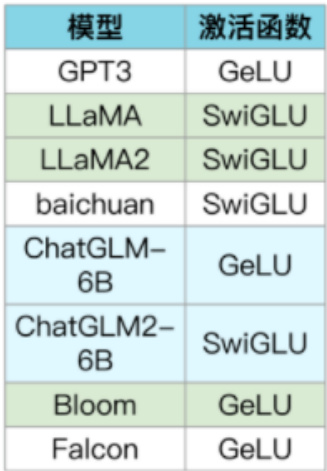 模型 激活函数
GPT3 GeLU
LLaMA SwiGLU
LLaMA2 SwiGLU
baichuan SwiGLU
ChatGLM-
6B GeLU
ChatGLM2-
6B SwiGLU
Bloom GeLU
Falcon GeLU